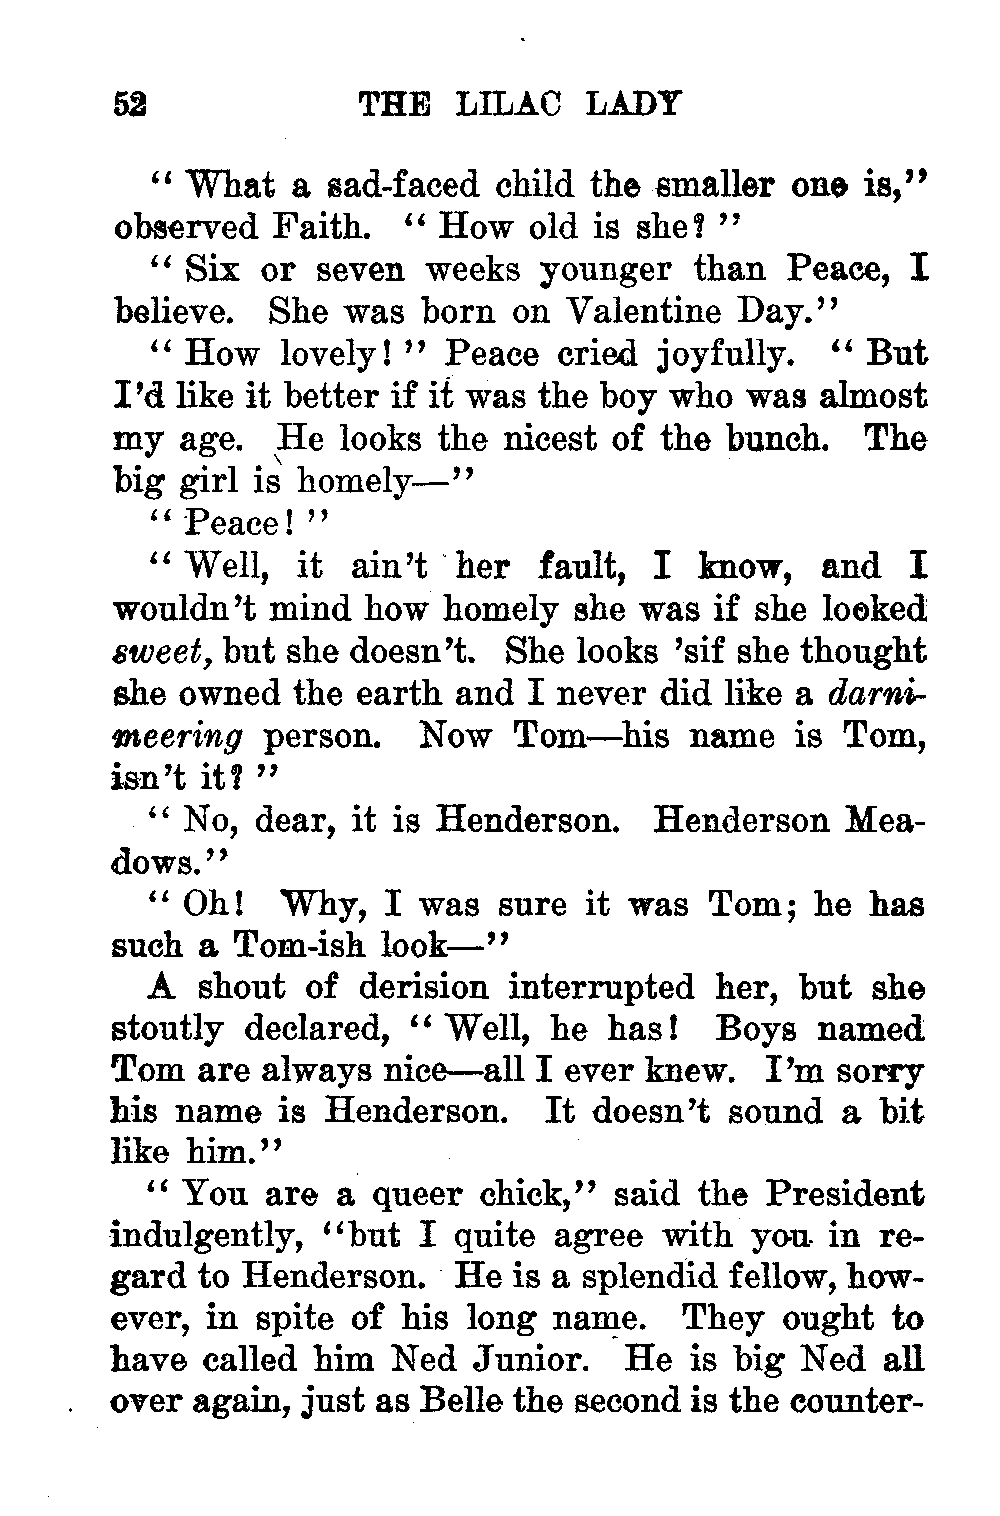 52 THE LILAC LADY
“ What a sad-faced child the smaller one is,”
observed Faith. “ How old is she? ”
“ Six or seven weeks younger than Peace, I
believe. She was born on Valentine Day.”
“ How lovely! ” Peace cried joyfully. “ But
I’d like it better if it was the boy who was almost
my age. He looks the nicest of the bunch. The
big girl is homely—”
“ Peace! ”
“ Well, it ain’t her fault, I know, and I
wouldn’t mind how homely she was if she looked
sweet, but she doesn’t. She looks ’sif she thought
she owned the earth and I never did like a darni-
meering person. Now Tom—his name is Tom,
isn’t it? ”
“ No, dear, it is Henderson. Henderson Mea-
dows.”
“ Oh! Why, I was sure it was Tom; he has
such a Tom-ish look—”
A shout of derision interrupted her, but she
stoutly declared, “ Well, he has! Boys named
Tom are always nice—all I ever knew. I’m sorry
his name is Henderson. It doesn’t sound a bit
like him.”
“ You are a queer chick,” said the President
indulgently, “but I quite agree with you in re-
gard to Henderson. He is a splendid fellow, how-
ever, in spite of his long name. They ought to
have called him Ned Junior. He is big Ned all
over again, just as Belle the second is the counter-